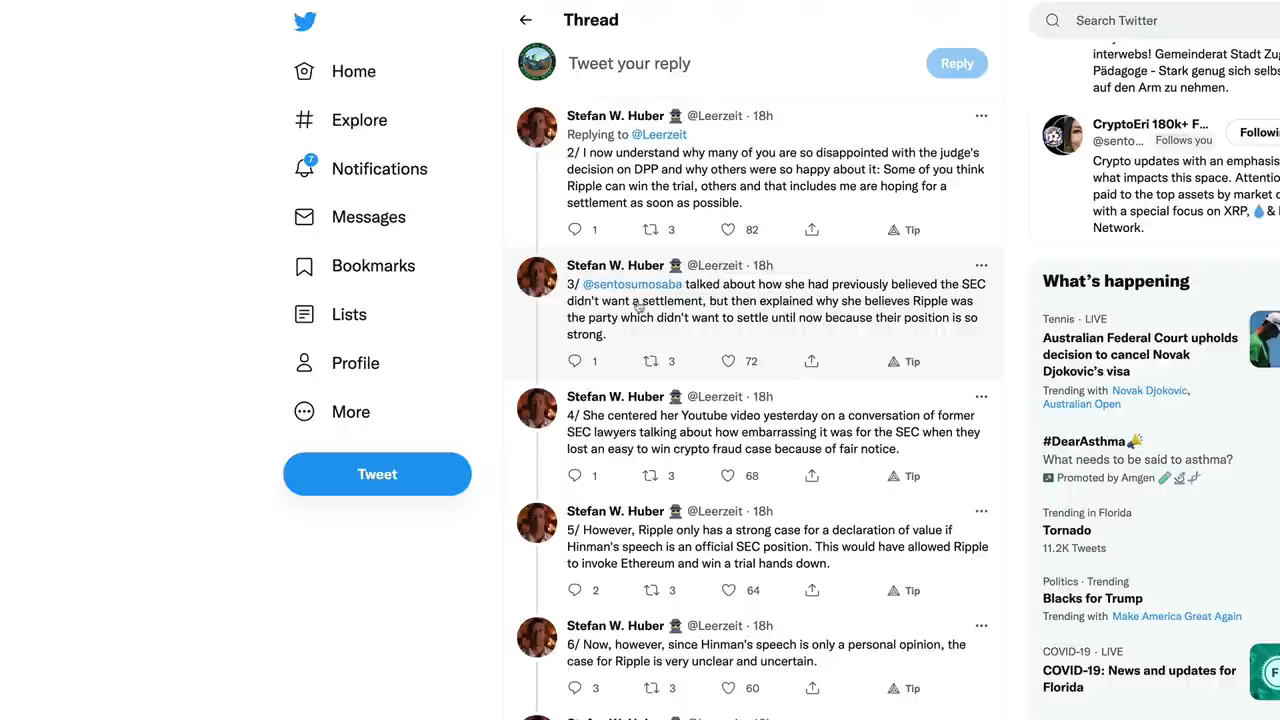 Home
Explore
7
Notifications
Messages
Bookmarks
Lists
Profile
More
Tweet
Thread
Tweet your reply
Reply
Stefan W. Huber @Leerzeit · 18h
Replying to @Leerzeit
2/ I now understand why many of you are so disappointed with the judge's
decision on DPP and why others were so happy about it: Some of you think
Ripple can win the trial, others and that includes me are hoping for a
settlement as soon as possible.
1 3 82 Tip
Stefan W. Huber @Leerzeit · 18h
3/ @sentosumosaba talked about how she had previously believed the SEC
didn't want a settlement, but then explained why she believes Ripple was
the party which didn't want to settle until now because their position is so
strong.
1 3 72 Tip
Stefan W. Huber @Leerzeit · 18h
4/ She centered her Youtube video yesterday on a conversation of former
SEC lawyers talking about how embarrassing it was for the SEC when they
lost an easy to win crypto fraud case because of fair notice.
1 3 68 Tip
Stefan W. Huber @Leerzeit · 18h
5/ However, Ripple only has a strong case for a declaration of value if
Hinman's speech is an official SEC position. This would have allowed Ripple
to invoke Ethereum and win a trial hands down.
2 3 64 Tip
Stefan W. Huber @Leerzeit · 18h
6/ Now, however, since Hinman's speech is only a personal opinion, the
case for Ripple is very unclear and uncertain.
3 3 60 Tip
Search Twitter
interwebs! Gemeinderat Stadt Zug
Pädagoge - Stark genug sich selbs
auf den Arm zu nehmen.
CryptoEri 180k+ F...
@sento... Follows you
Followin
Crypto updates with an emphasis
what impacts this space. Attentio
paid to the top assets by market c
with a special focus on XRP, 💧&
Network.
What's happening
Tennis · LIVE
Australian Federal Court upholds
decision to cancel Novak
Djokovic's visa
Trending with Novak Djokovic,
Australian Open
#DearAsthma
What needs to be said to asthma?
Promoted by Amgen
Trending in Florida
Tornado
11.2K Tweets
Politics · Trending
Blacks for Trump
Trending with Make America Great Again
COVID-19 · LIVE
COVID-19: News and updates for
Florida